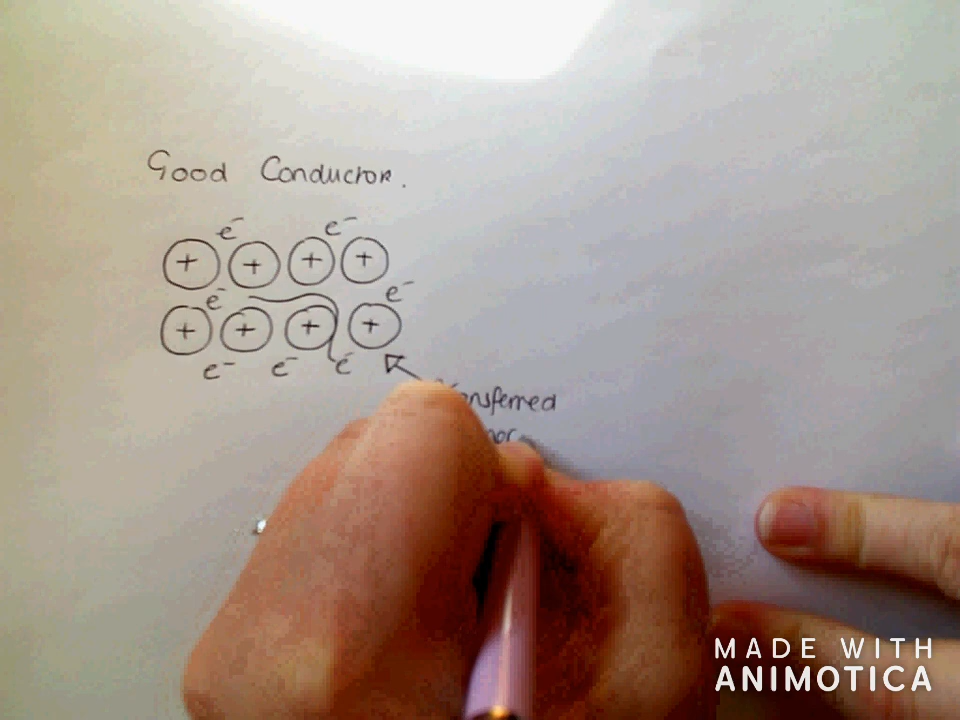 Good Conductor.
e⁻ e⁻
+ + + +
e⁻ e⁻
+ + + +
e⁻ e⁻ e⁻
MADE WITH
ANIMOTICA